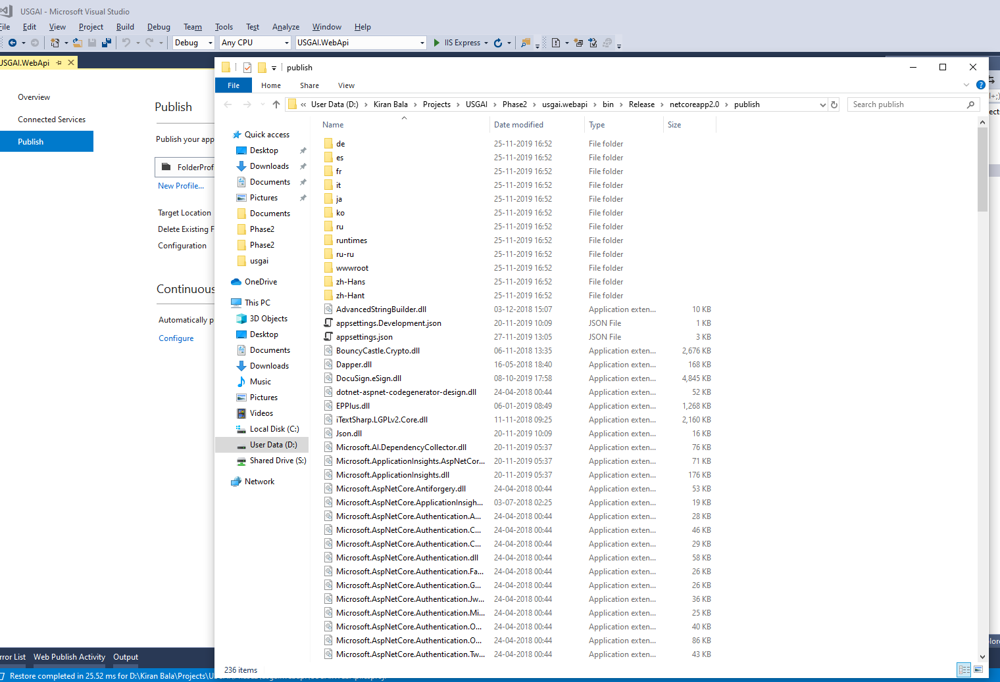 USGAI - Microsoft Visual Studio
File Edit View Project Build Debug Team Tools Test Analyze Window Help
Debug Any CPU USGAI.WebApi IIS Express
USGAI.WebApi
Overview
Connected Services
Publish
Publish
Publish your app
FolderProf
New Profile...
Target Location
Delete Existing F
Configuration
Continuous
Automatically p
Configure
publish
File Home Share View
« User Data (D:) Kiran Bala Projects USGAI Phase2 usgai.webapi bin Release netcoreapp2.0 publish
Search publish
Quick access
Desktop
Downloads
Documents
Pictures
Documents
Phase2
Phase2
usgai
OneDrive
This PC
3D Objects
Desktop
Documents
Downloads
Music
Pictures
Videos
Local Disk (C:)
User Data (D:)
Shared Drive (S:)
Network
Name Date modified Type Size
de 25-11-2019 16:52 File folder
es 25-11-2019 16:52 File folder
fr 25-11-2019 16:52 File folder
it 25-11-2019 16:52 File folder
ja 25-11-2019 16:52 File folder
ko 25-11-2019 16:52 File folder
ru 25-11-2019 16:52 File folder
runtimes 25-11-2019 16:52 File folder
ru-ru 25-11-2019 16:52 File folder
wwwroot 25-11-2019 16:52 File folder
zh-Hans 25-11-2019 16:52 File folder
zh-Hant 25-11-2019 16:52 File folder
AdvancedStringBuilder.dll 03-12-2018 15:07 Application exten... 10 KB
appsettings.Development.json 20-11-2019 10:09 JSON File 1 KB
appsettings.json 27-11-2019 13:05 JSON File 3 KB
BouncyCastle.Crypto.dll 06-11-2018 13:35 Application exten... 2,676 KB
Dapper.dll 16-05-2018 18:40 Application exten... 168 KB
DocuSign.eSign.dll 08-10-2019 17:58 Application exten... 4,845 KB
dotnet-aspnet-codegenerator-design.dll 24-04-2018 00:44 Application exten... 52 KB
EPPlus.dll 06-01-2019 08:49 Application exten... 1,268 KB
iTextSharp.LGPLv2.Core.dll 11-11-2018 09:25 Application exten... 2,160 KB
Json.dll 20-11-2019 10:09 Application exten... 16 KB
Microsoft.AI.DependencyCollector.dll 20-11-2019 05:37 Application exten... 76 KB
Microsoft.ApplicationInsights.AspNetCor... 20-11-2019 05:37 Application exten... 71 KB
Microsoft.ApplicationInsights.dll 20-11-2019 05:37 Application exten... 176 KB
Microsoft.AspNetCore.Antiforgery.dll 24-04-2018 00:44 Application exten... 53 KB
Microsoft.AspNetCore.ApplicationInsigh... 03-07-2018 02:25 Application exten... 19 KB
Microsoft.AspNetCore.Authentication.A... 24-04-2018 00:44 Application exten... 28 KB
Microsoft.AspNetCore.Authentication.C... 24-04-2018 00:44 Application exten... 46 KB
Microsoft.AspNetCore.Authentication.C... 24-04-2018 00:44 Application exten... 29 KB
Microsoft.AspNetCore.Authentication.dll 24-04-2018 00:44 Application exten... 58 KB
Microsoft.AspNetCore.Authentication.Fa... 24-04-2018 00:44 Application exten... 26 KB
Microsoft.AspNetCore.Authentication.G... 24-04-2018 00:44 Application exten... 26 KB
Microsoft.AspNetCore.Authentication.Jw... 24-04-2018 00:44 Application exten... 36 KB
Microsoft.AspNetCore.Authentication.Mi... 24-04-2018 00:44 Application exten... 25 KB
Microsoft.AspNetCore.Authentication.O... 24-04-2018 00:44 Application exten... 40 KB
Microsoft.AspNetCore.Authentication.O... 24-04-2018 00:44 Application exten... 86 KB
Microsoft.AspNetCore.Authentication.Tw... 24-04-2018 00:44 Application exten... 43 KB
236 items
rror List Web Publish Activity Output
Restore completed in 25.52 ms for D:\Kiran Bala\Projects\U